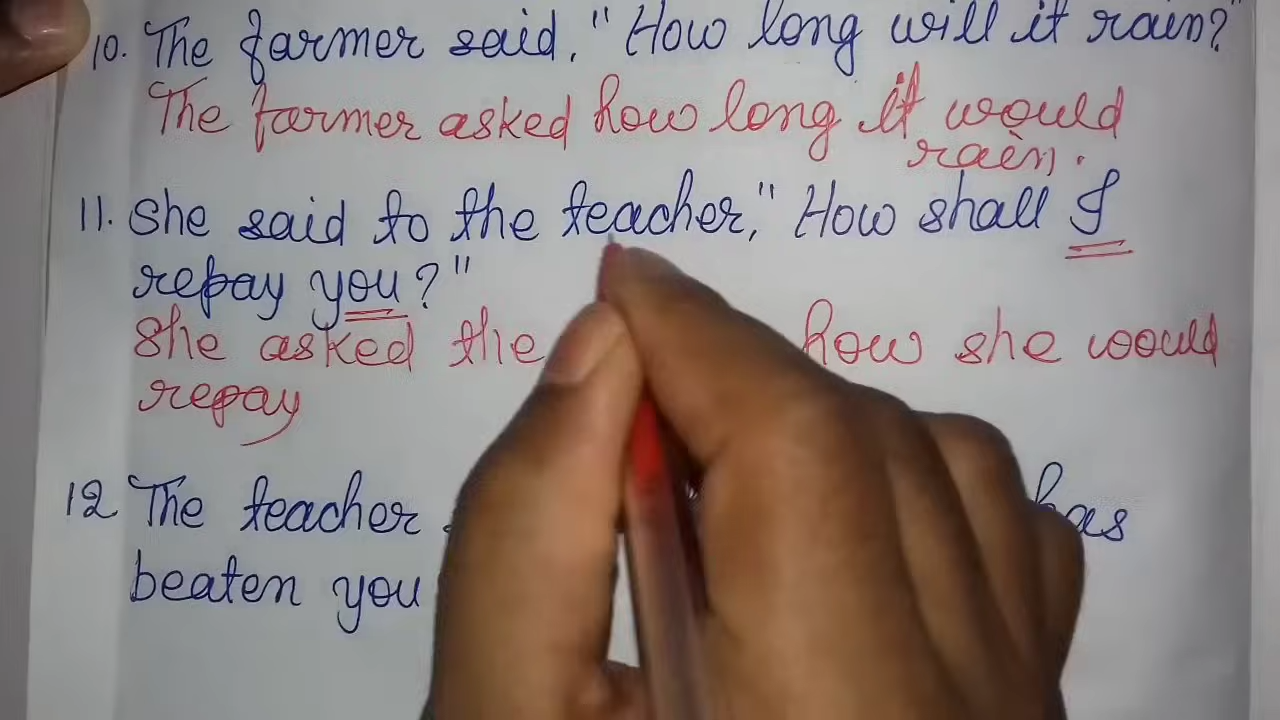 10. The farmer said, "How long will it rain?"
The farmer asked how long it would
rain.
11. She said to the teacher," How shall I
repay you?"
She asked the how she would
repay
12 The teacher has
beaten you